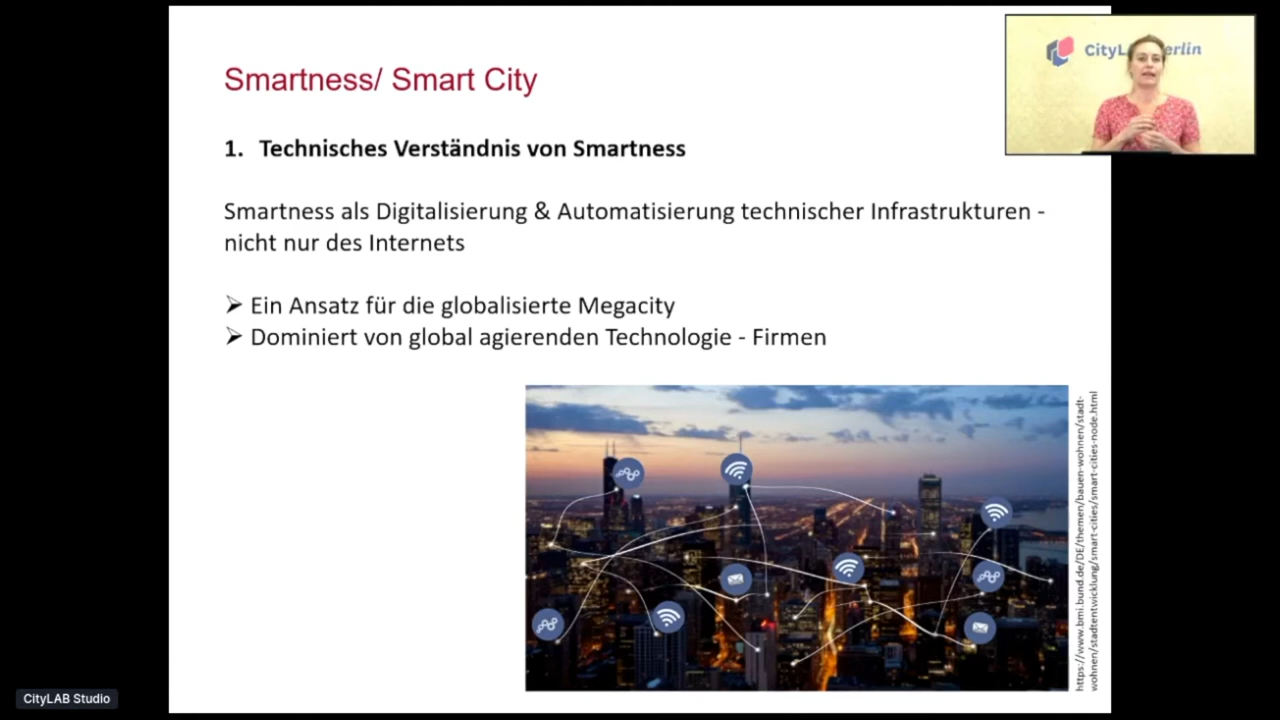 Smartness/ Smart City
CityLAB Berlin
1. Technisches Verständnis von Smartness
Smartness als Digitalisierung & Automatisierung technischer Infrastrukturen -
nicht nur des Internets
➢ Ein Ansatz für die globalisierte Megacity
➢ Dominiert von global agierenden Technologie - Firmen
https://www.bmi.bund.de/DE/themen/bauen-wohnen/stadt-
wohnen/stadtentwicklung/smart-cities/smart-cities-node.html
CityLAB Studio